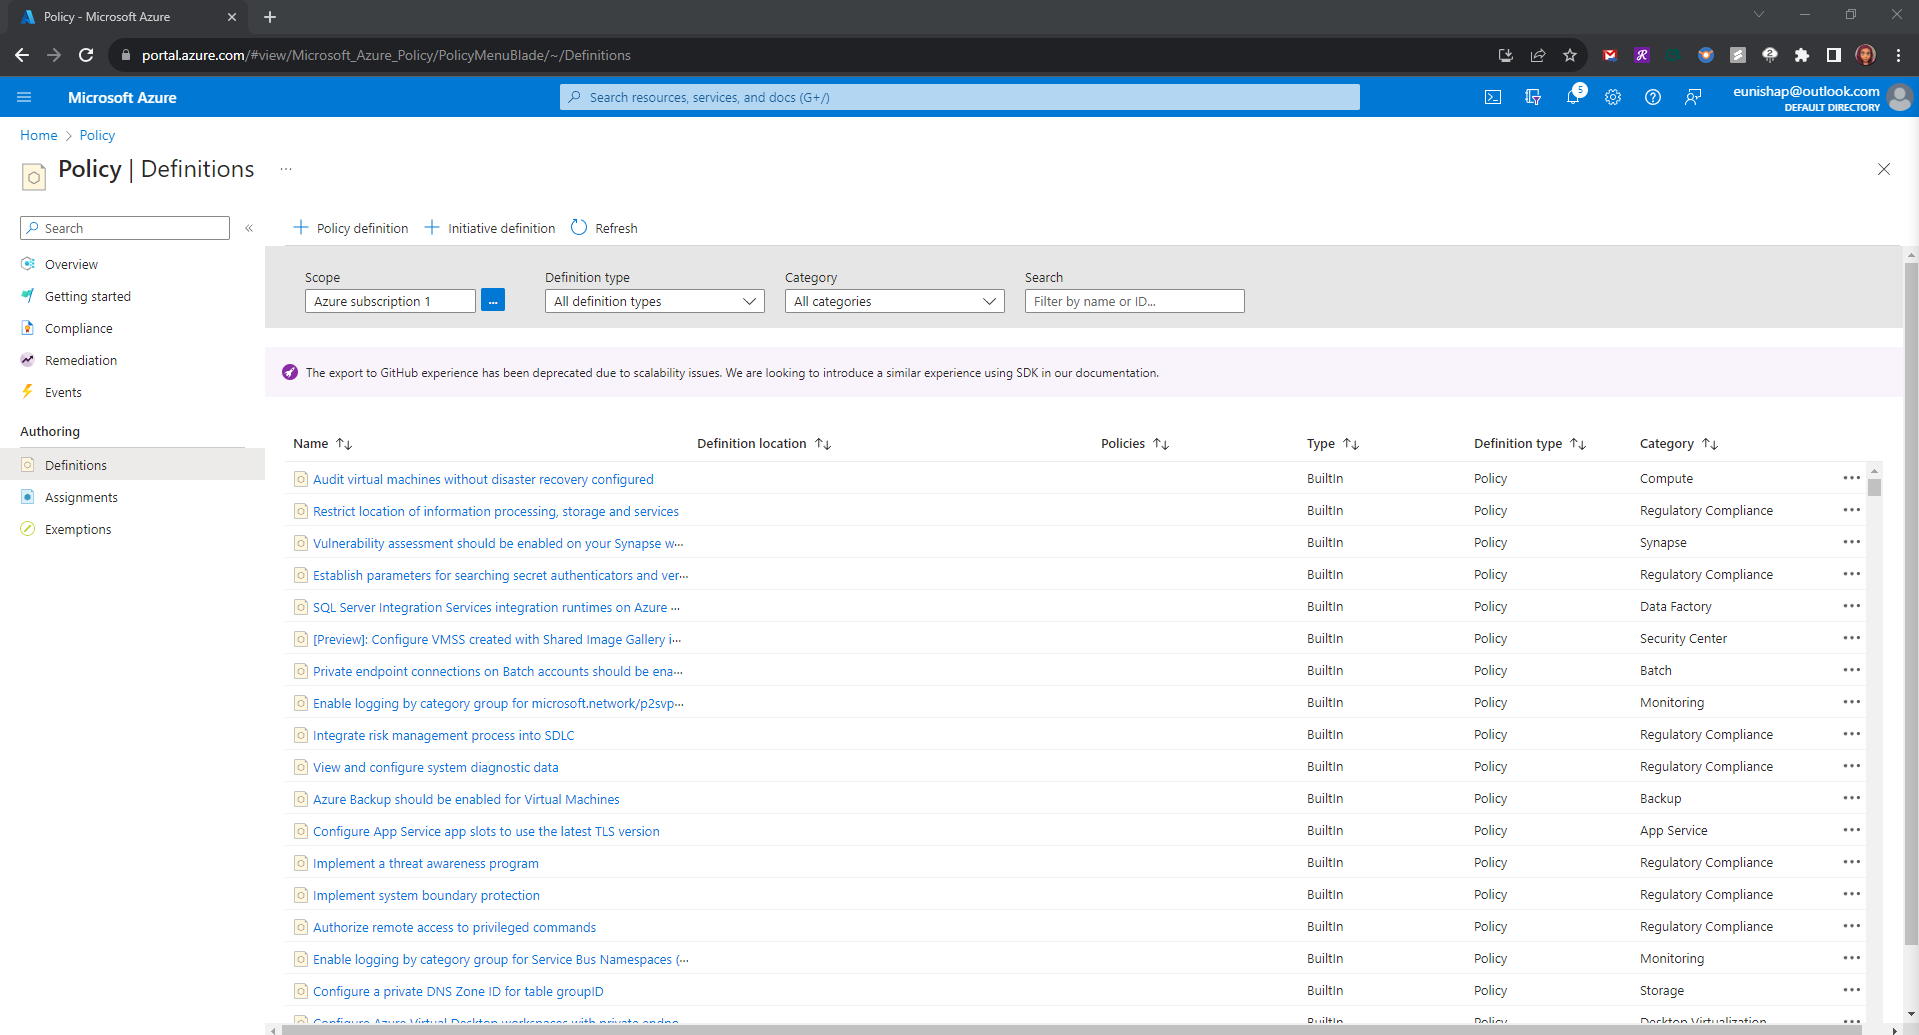 Policy - Microsoft Azure
portal.azure.com/#view/Microsoft_Azure_Policy/PolicyMenuBlade/~/Definitions
Microsoft Azure
Search resources, services, and docs (G+/)
5
eunishap@outlook.com
DEFAULT DIRECTORY
Home > Policy
Policy | Definitions ...
Search
«
Overview
Getting started
Compliance
Remediation
Events
Authoring
Definitions
Assignments
Exemptions
+ Policy definition + Initiative definition Refresh
Scope Definition type Category Search
Azure subscription 1 ... All definition types All categories Filter by name or ID...
The export to GitHub experience has been deprecated due to scalability issues. We are looking to introduce a similar experience using SDK in our documentation.
Name ↑↓ Definition location ↑↓ Policies ↑↓ Type ↑↓ Definition type ↑↓ Category ↑↓
Audit virtual machines without disaster recovery configured BuiltIn Policy Compute ...
Restrict location of information processing, storage and services BuiltIn Policy Regulatory Compliance ...
Vulnerability assessment should be enabled on your Synapse w... BuiltIn Policy Synapse ...
Establish parameters for searching secret authenticators and ver... BuiltIn Policy Regulatory Compliance ...
SQL Server Integration Services integration runtimes on Azure ... BuiltIn Policy Data Factory ...
[Preview]: Configure VMSS created with Shared Image Gallery i... BuiltIn Policy Security Center ...
Private endpoint connections on Batch accounts should be ena... BuiltIn Policy Batch ...
Enable logging by category group for microsoft.network/p2svp... BuiltIn Policy Monitoring ...
Integrate risk management process into SDLC BuiltIn Policy Regulatory Compliance ...
View and configure system diagnostic data BuiltIn Policy Regulatory Compliance ...
Azure Backup should be enabled for Virtual Machines BuiltIn Policy Backup ...
Configure App Service app slots to use the latest TLS version BuiltIn Policy App Service ...
Implement a threat awareness program BuiltIn Policy Regulatory Compliance ...
Implement system boundary protection BuiltIn Policy Regulatory Compliance ...
Authorize remote access to privileged commands BuiltIn Policy Regulatory Compliance ...
Enable logging by category group for Service Bus Namespaces (... BuiltIn Policy Monitoring ...
Configure a private DNS Zone ID for table groupID BuiltIn Policy Storage ...
Configure Azure Virtual Desktop workspaces with private endpo... BuiltIn Policy Desktop Virtualization ...